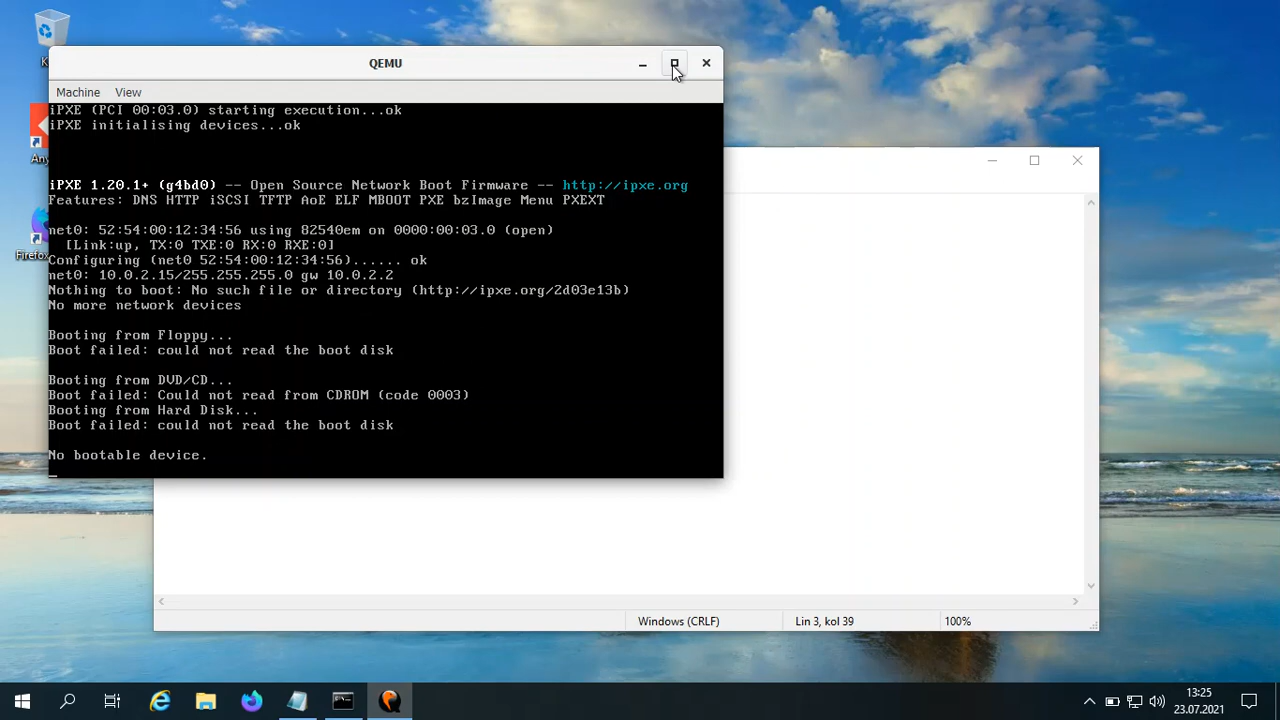 K
QEMU
Machine View
iPXE (PCI 00:03.0) starting execution...ok
iPXE initialising devices...ok
iPXE 1.20.1+ (g4bd0) -- Open Source Network Boot Firmware -- http://ipxe.org
Features: DNS HTTP iSCSI TFTP AoE ELF MBOOT PXE bzImage Menu PXEXT
net0: 52:54:00:12:34:56 using 82540em on 0000:00:03.0 (open)
[Link:up, TX:0 TXE:0 RX:0 RXE:0]
Configuring (net0 52:54:00:12:34:56)...... ok
net0: 10.0.2.15/255.255.255.0 gw 10.0.2.2
Nothing to boot: No such file or directory (http://ipxe.org/2d03e13b)
No more network devices
Booting from Floppy...
Boot failed: could not read the boot disk
Booting from DVD/CD...
Boot failed: Could not read from CDROM (code 0003)
Booting from Hard Disk...
Boot failed: could not read the boot disk
No bootable device.
Any
Firefox
Windows (CRLF) Lin 3, kol 39 100%
13:25
23.07.2021